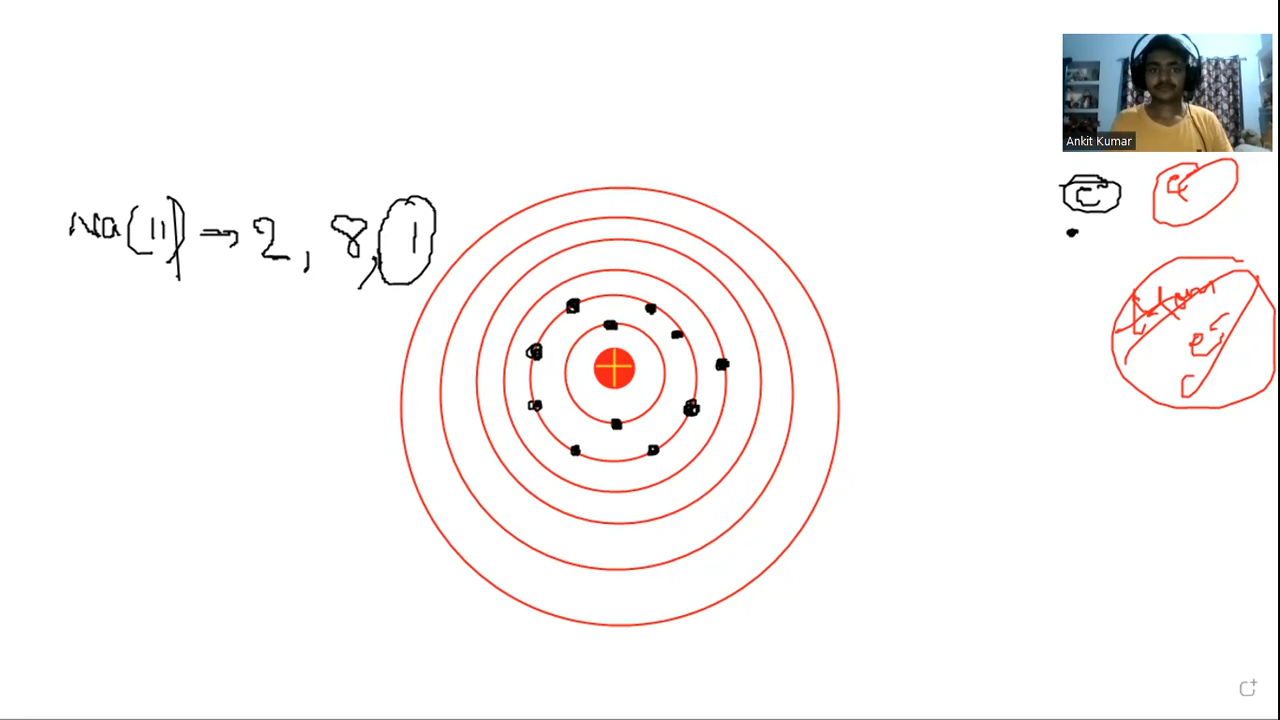 Ankit Kumar
Na(11) → 2, 8, 1
C